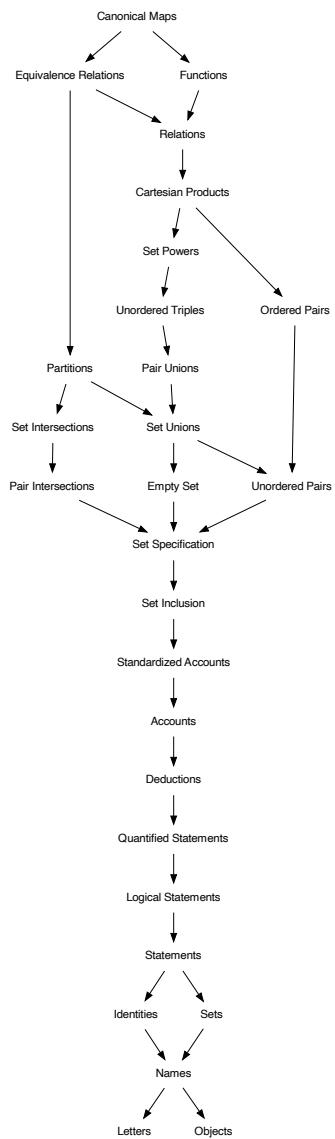 Canonical Maps
Equivalence Relations
Functions
Relations
Cartesian Products
Set Powers
Unordered Triples
Ordered Pairs
Partitions
Pair Unions
Set Intersections
Set Unions
Pair Intersections
Empty Set
Unordered Pairs
Set Specification
Set Inclusion
Standardized Accounts
Accounts
Deductions
Quantified Statements
Logical Statements
Statements
Identities
Sets
Names
Letters
Objects